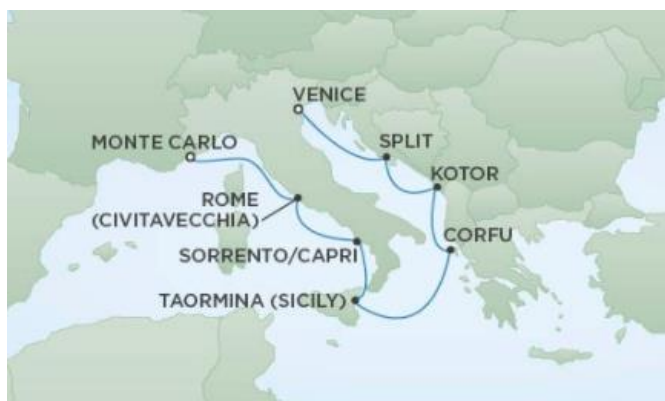 VENICE
MONTE CARLO
SPLIT
KOTOR
ROME
(CIVITAVECCHIA)
CORFU
SORRENTO/CAPRI
TAORMINA (SICILY)